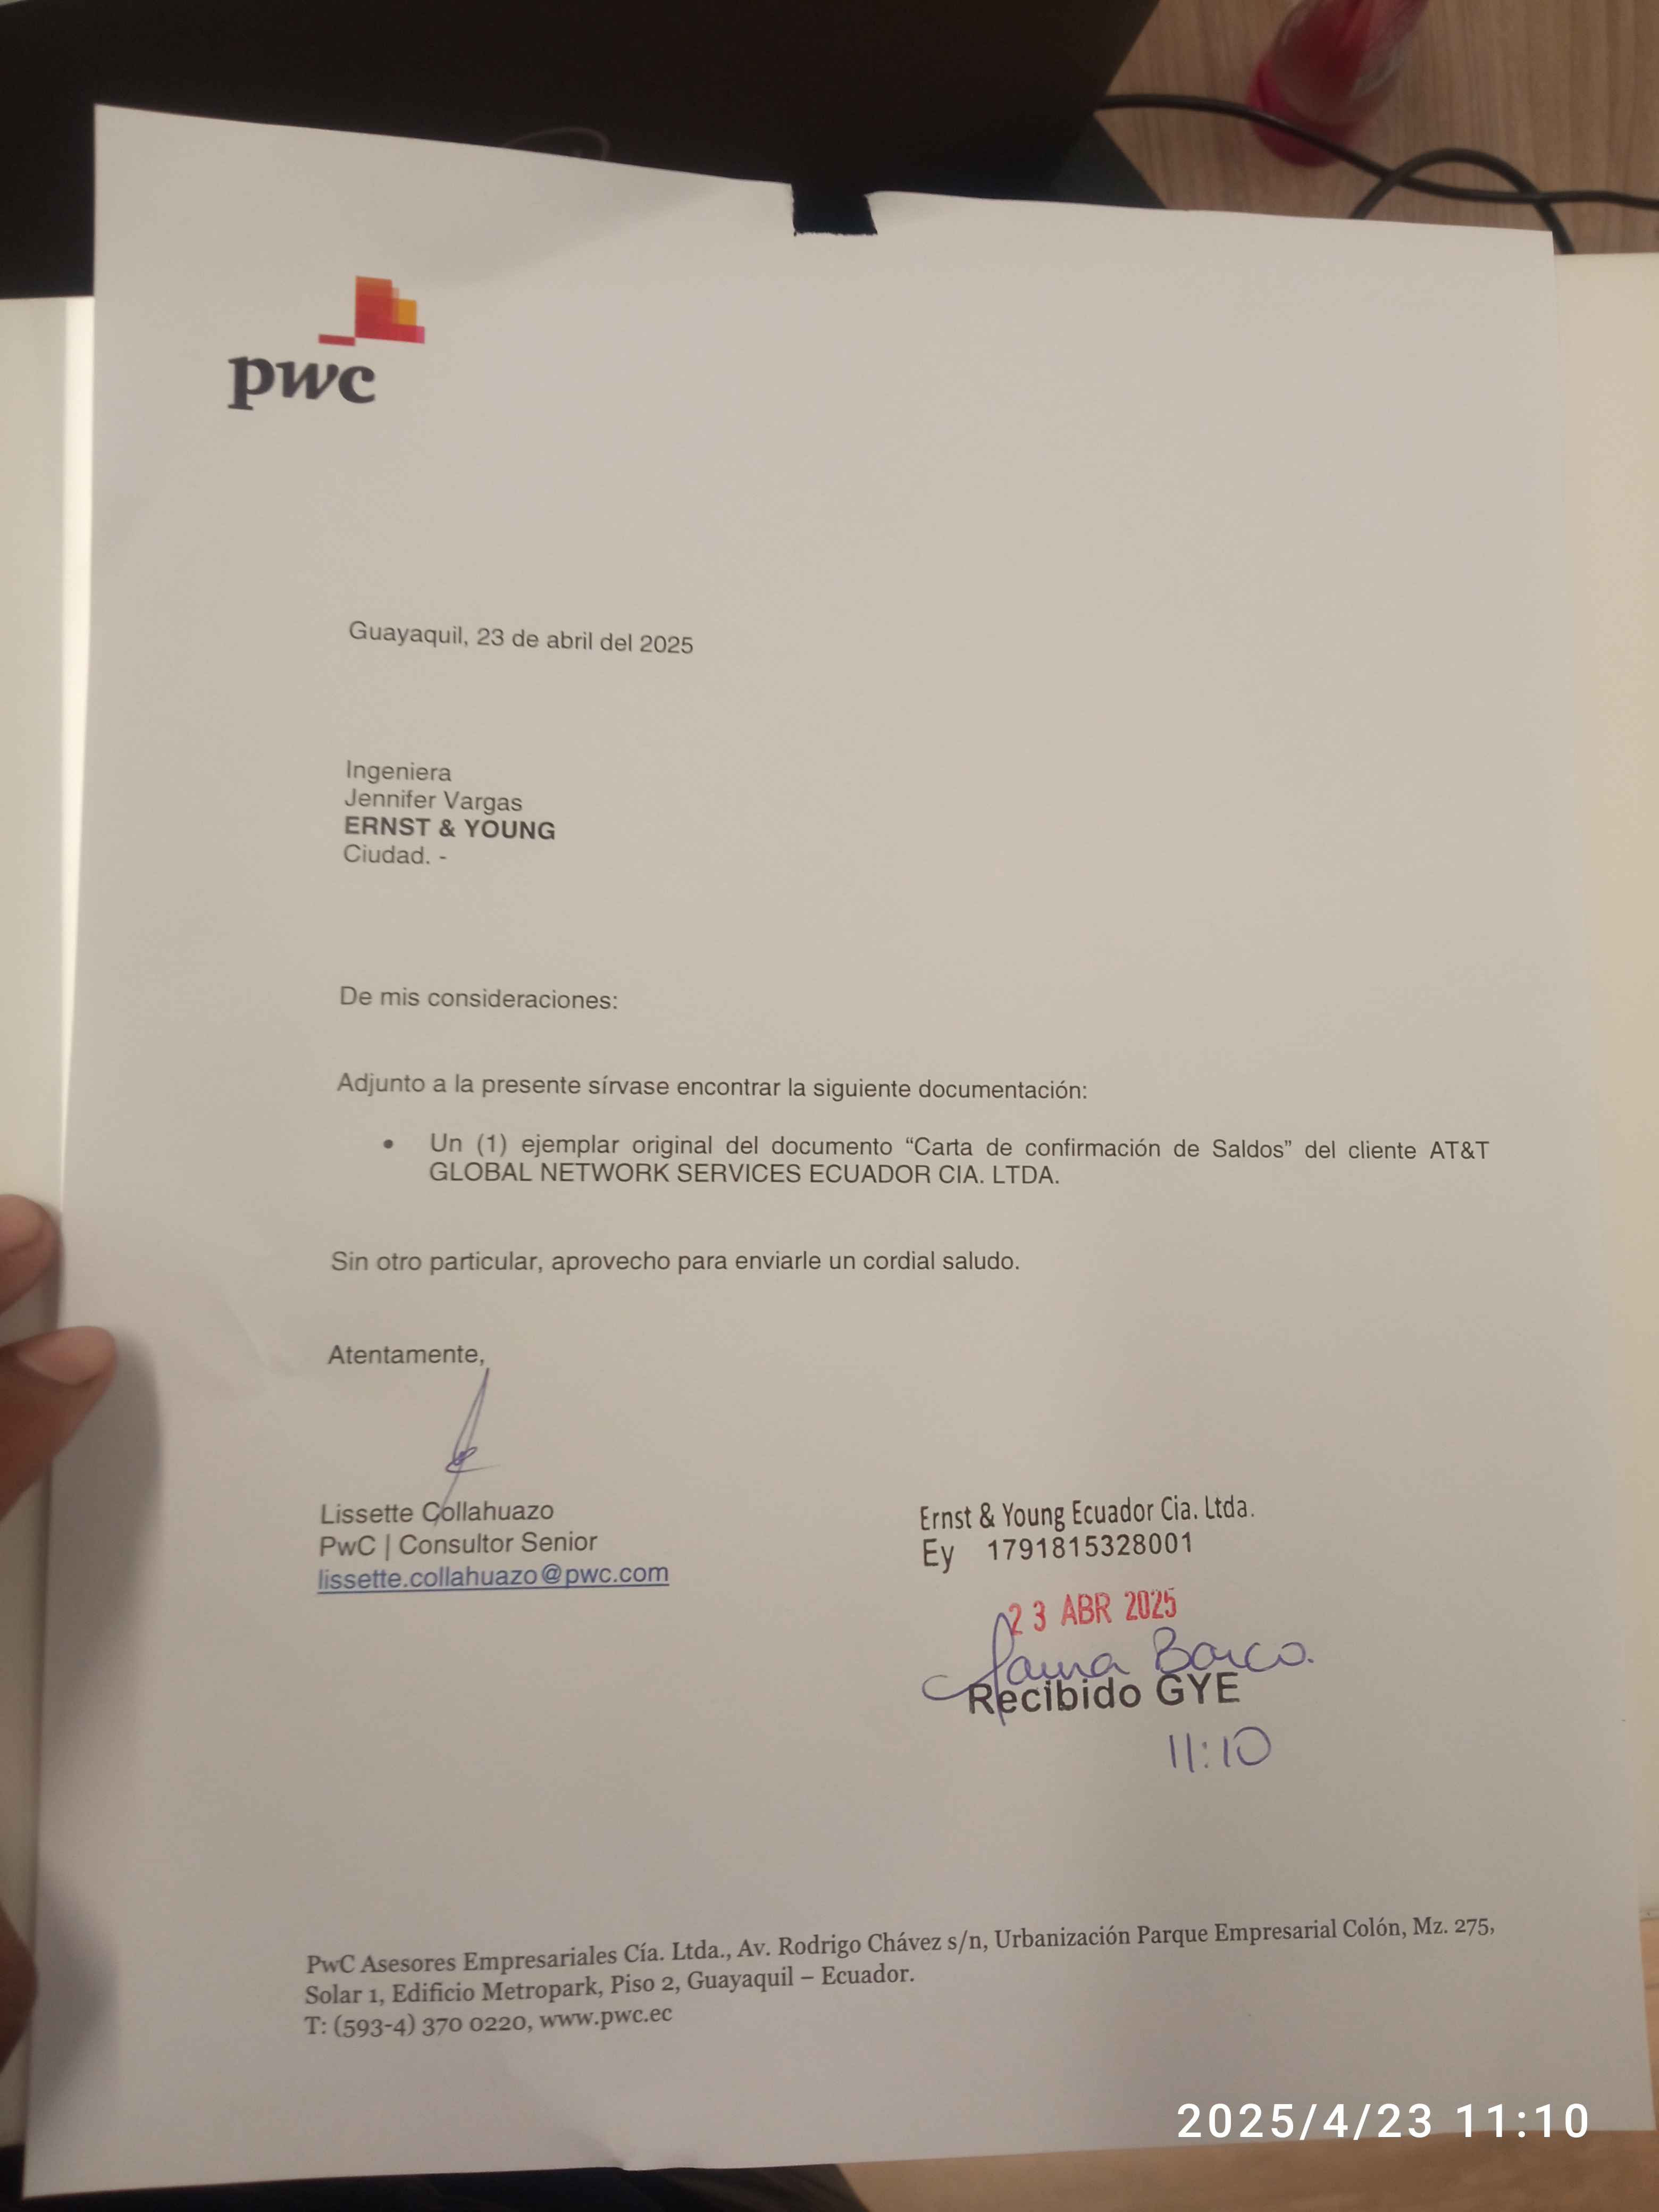 pwc
Guayaquil, 23 de abril del 2025
Ingeniera
Jennifer Vargas
ERNST & YOUNG
Ciudad. -
De mis consideraciones:
Adjunto a la presente sírvase encontrar la siguiente documentación:
• Un (1) ejemplar original del documento “Carta de confirmación de Saldos” del cliente AT&T
GLOBAL NETWORK SERVICES ECUADOR CIA. LTDA.
Sin otro particular, aprovecho para enviarle un cordial saludo.
Atentamente,
Lissette Collahuazo
PwC | Consultor Senior
lissette.collahuazo@pwc.com
Ernst & Young Ecuador Cia. Ltda.
Ey 1791815328001
23 ABR 2025
Recibido GYE
11:10
PwC Asesores Empresariales Cía. Ltda., Av. Rodrigo Chávez s/n, Urbanización Parque Empresarial Colón, Mz. 275,
Solar 1, Edificio Metropark, Piso 2, Guayaquil – Ecuador.
T: (593-4) 370 0220, www.pwc.ec
2025/4/23 11:10